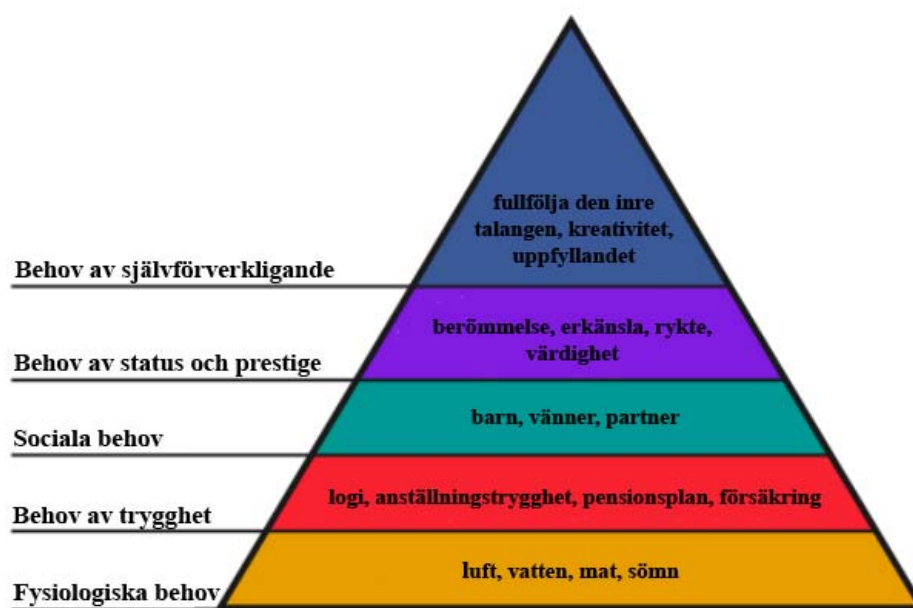 fullfölja den inre
talangen, kreativitet,
uppfyllandet
Behov av självförverkligande
berömmelse, erkänsla, rykte,
värdighet
Behov av status och prestige
barn, vänner, partner
Sociala behov
logi, anställningstrygghet, pensionsplan, försäkring
Behov av trygghet
luft, vatten, mat, sömn
Fysiologiska behov